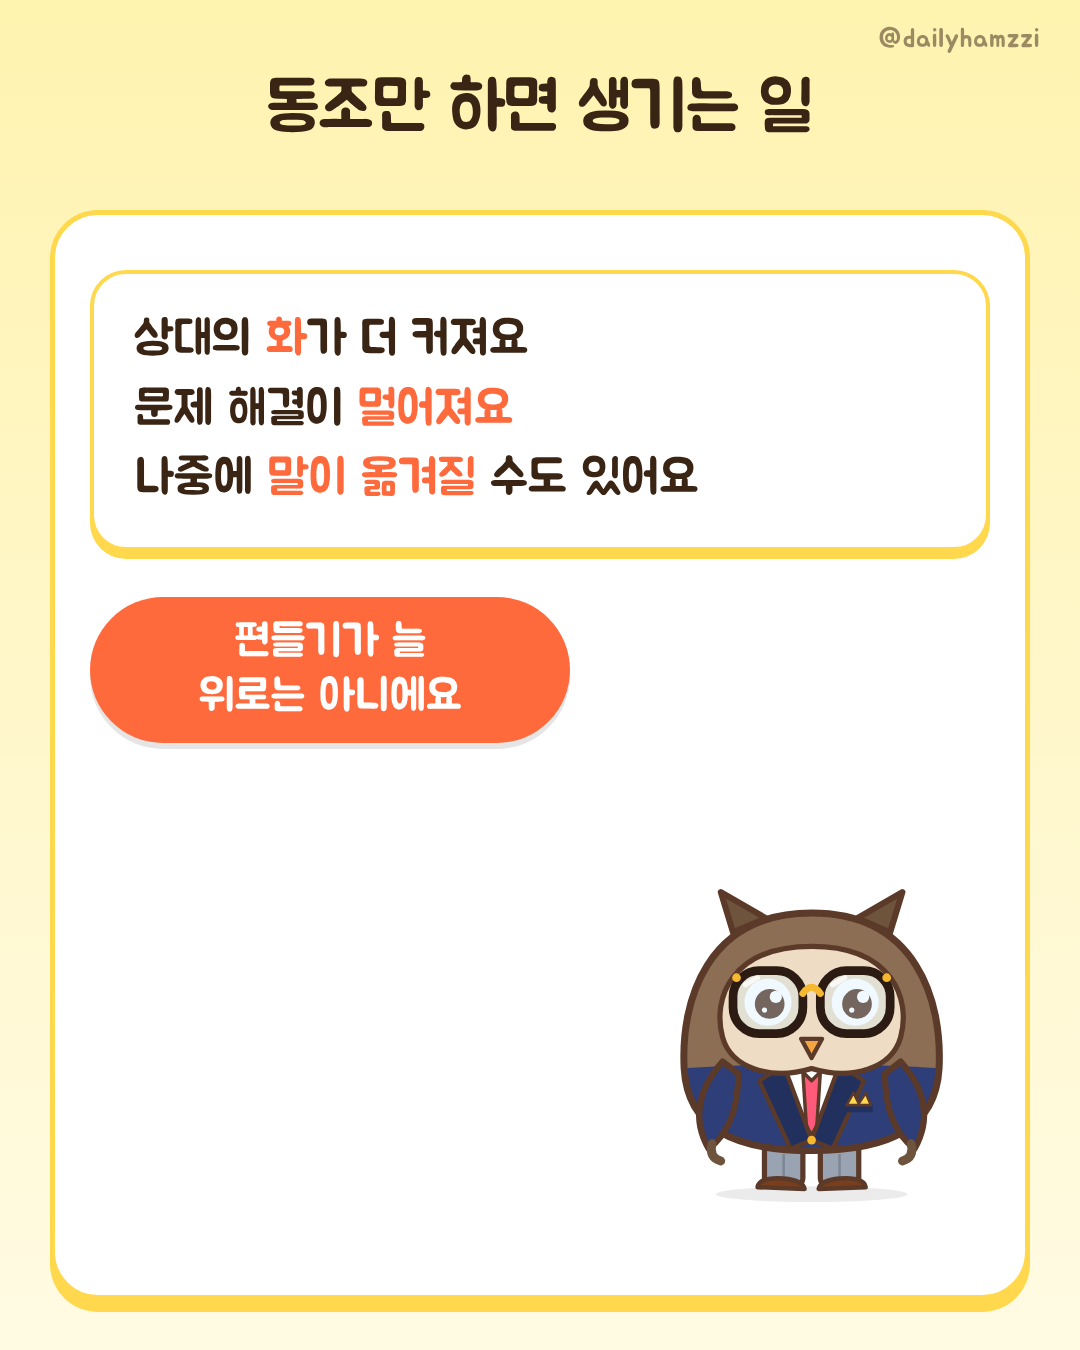 @dailyhamzzi
동조만 하면 생기는 일
상대의 화가 더 커져요
문제 해결이 멀어져요
나중에 말이 옮겨질 수도 있어요
편들기가 늘
위로는 아니에요